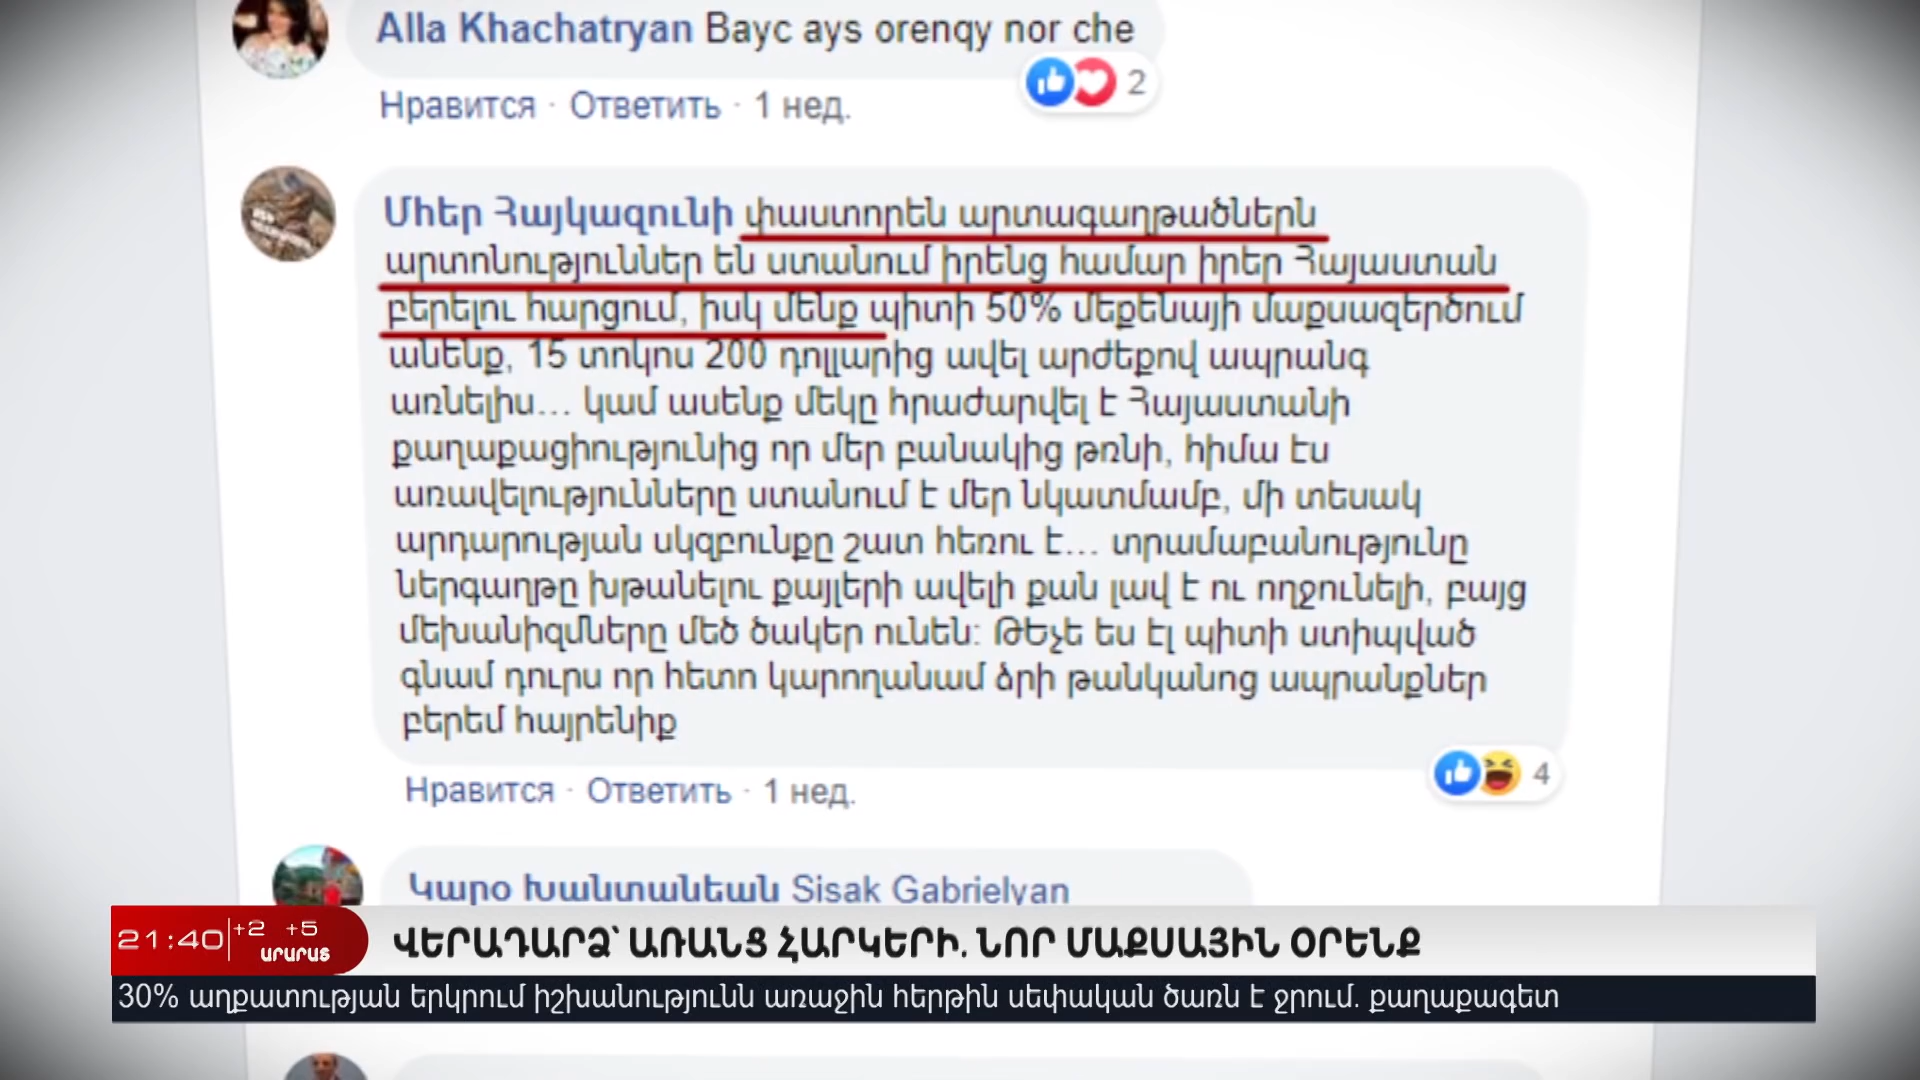 Alla Khachatryan Bayc ays orenqy nor che
2
Нравится · Ответить · 1 нед.
Մհեր Հայկազունի փաստորեն արտագաղթածներն
արտոնություններ են ստանում իրենց համար իրեր Հայաստան
բերելու հարցում, իսկ մենք պիտի 50% մեքենայի մաքսազերծում
անենք, 15 տոկոս 200 դոլլարից ավել արժեքով ապրանգ
առնելիս... կամ ասենք մեկը հրաժարվել է Հայաստանի
քաղաքացիությունից որ մեր բանակից թռնի, հիմա էս
առավելությունները ստանում է մեր նկատմամբ, մի տեսակ
արդարության սկզբունքը շատ հեռու է... տրամաբանությունը
ներգաղթը խթանելու քայլերի ավելի քան լավ է ու ողջունելի, բայց
մեխանիզմները մեծ ծակեր ունեն: Թեչե ես էլ պիտի ստիպված
գնամ դուրս որ հետո կարողանամ ձրի թանկանոց ապրանքներ
բերեմ հայրենիք
4
Нравится · Ответить · 1 нед.
Կարօ Խանտանեան Sisak Gabrielyan
21:40 +2 +5
ԱՐԱՐԱՏ
ՎԵՐԱԴԱՐՁ՝ ԱՌԱՆՑ ՀԱՐԿԵՐԻ. ՆՈՐ ՄԱՔՍԱՅԻՆ ՕՐԵՆՔ
30% աղքատության երկրում իշխանությունն առաջին հերթին սեփական ծառն է ջրում. քաղաքագետ